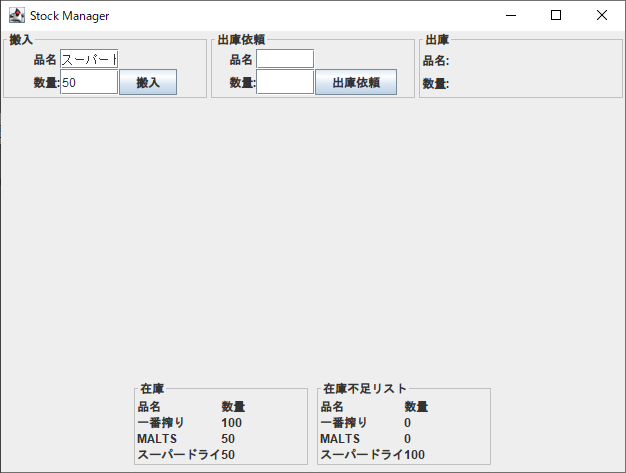 Stock Manager
搬入 出庫依頼 出庫
品名 スーパート 品名 品名:
数量: 50 搬入 数量: 出庫依頼 数量:
在庫 在庫不足リスト
品名 数量 品名 数量
一番搾り 100 一番搾り 0
MALTS 50 MALTS 0
スーパードライ 50 スーパードライ 100